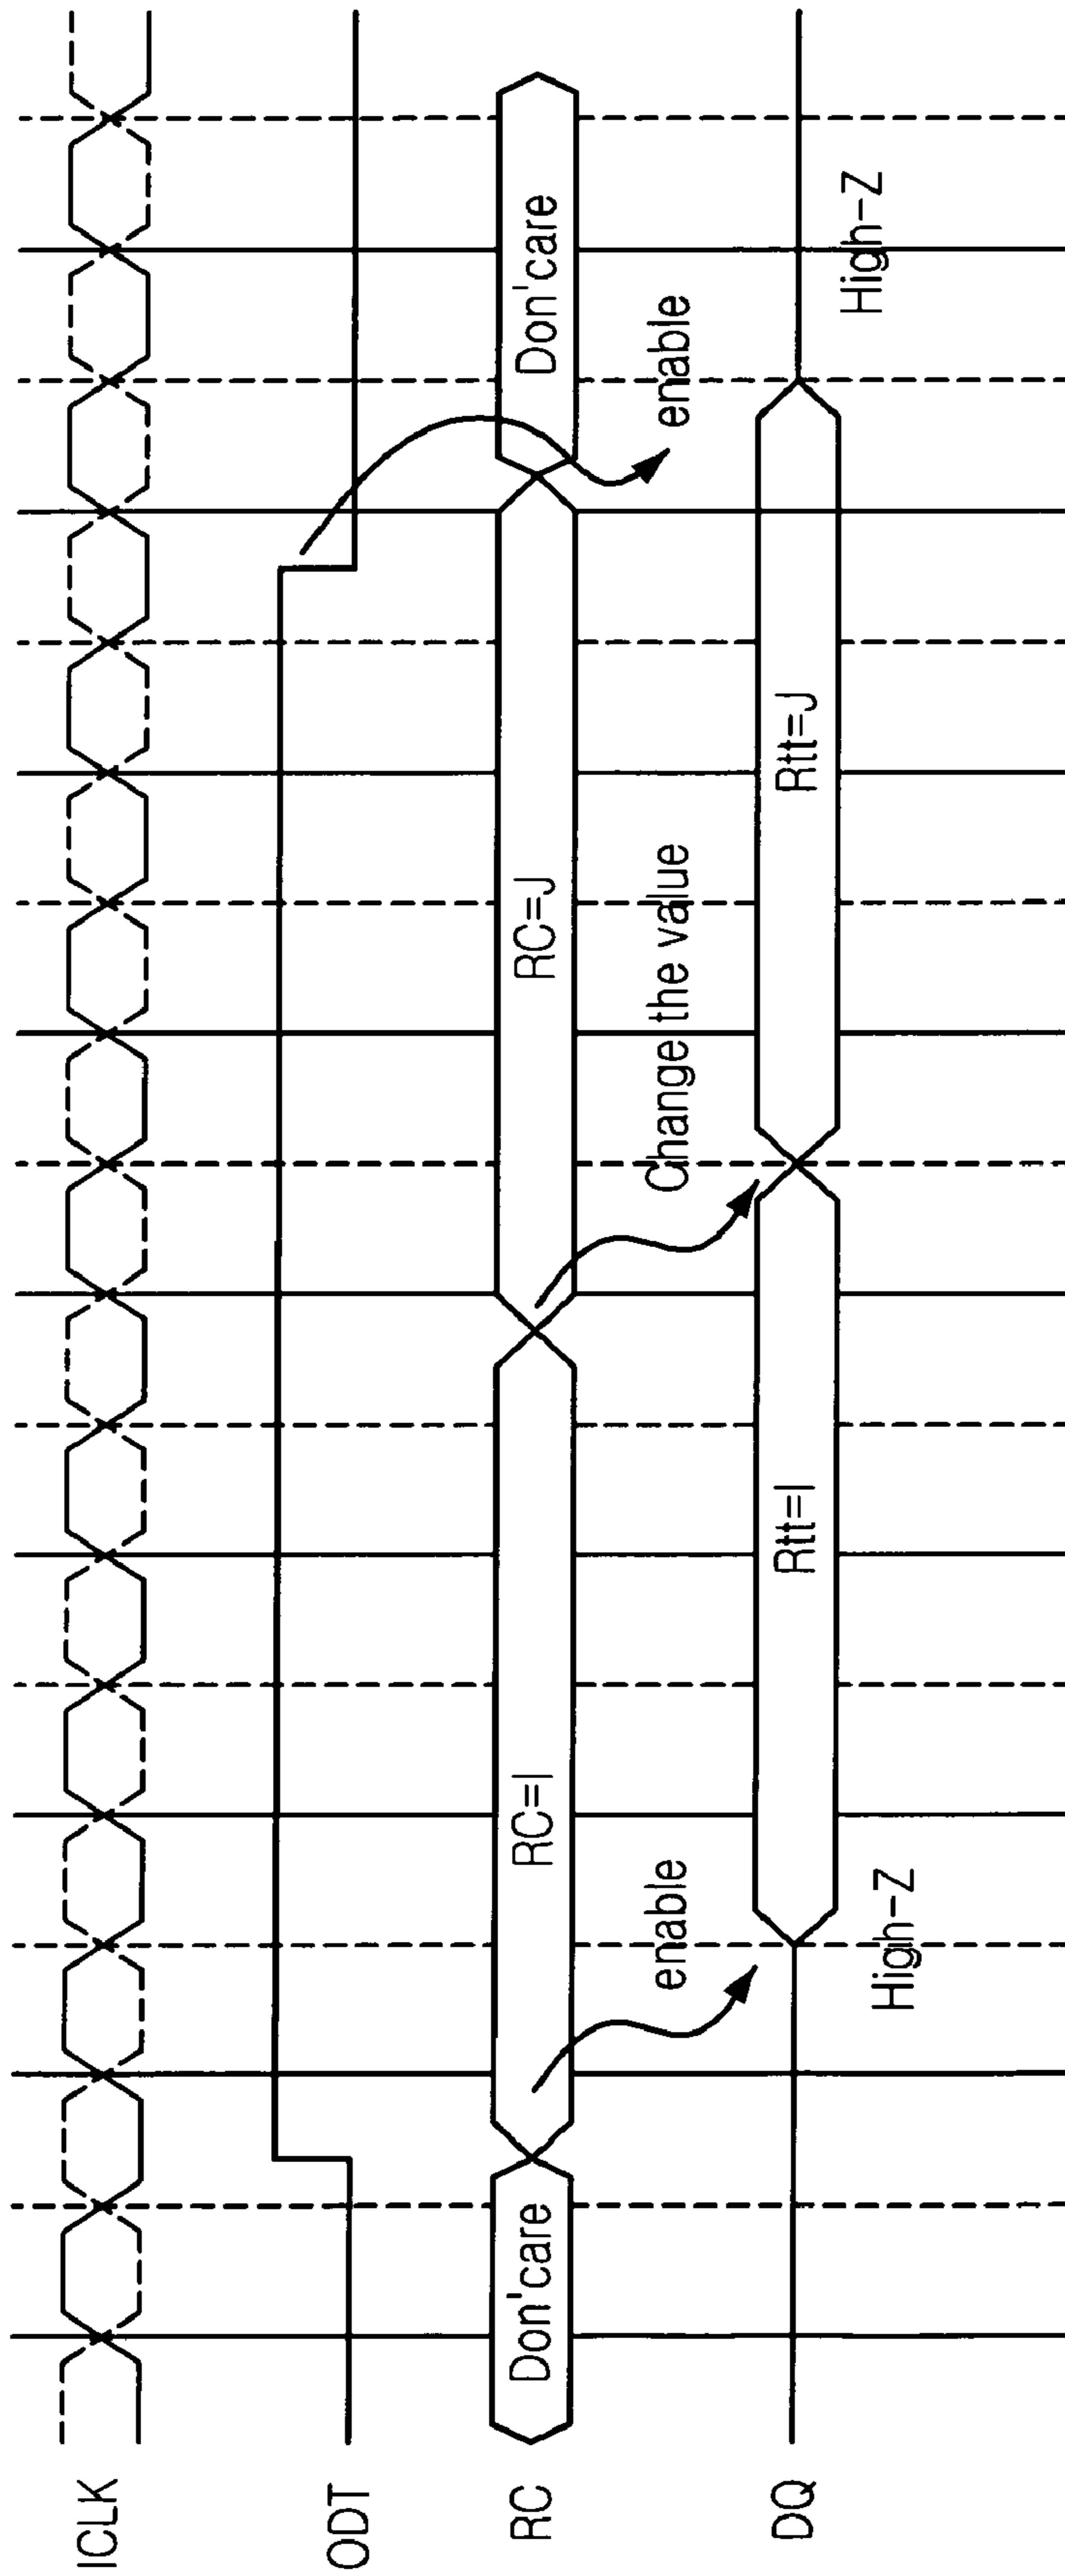 ICLK
ODT
RC
Don'care
RC=I
RC=J
Don'care
enable
Change the value
enable
DQ
Rtt=I
Rtt=J
High-Z
High-Z